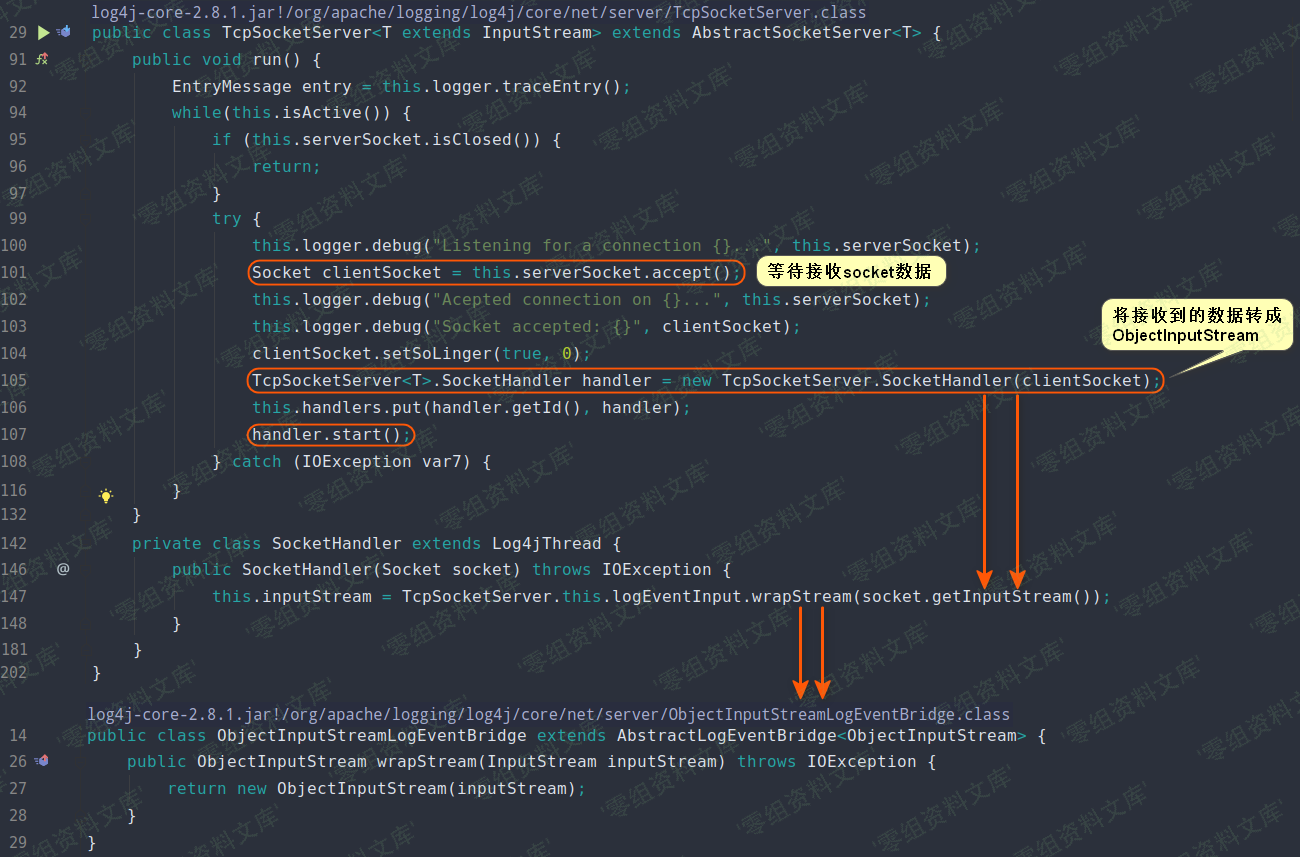 log4j-core-2.8.1.jar!/org/apache/logging/log4j/core/net/server/TcpSocketServer.class
29 public class TcpSocketServer<T extends InputStream> extends AbstractSocketServer<T> {
91 public void run() {
92 EntryMessage entry = this.logger.traceEntry();
94 while(this.isActive()) {
95 if (this.serverSocket.isClosed()) {
96 return;
97 }
99 try {
100 this.logger.debug("Listening for a connection {}...", this.serverSocket);
101 Socket clientSocket = this.serverSocket.accept(); 等待接收socket数据
102 this.logger.debug("Acepted connection on {}...", this.serverSocket);
103 this.logger.debug("Socket accepted: {}", clientSocket);
将接收到的数据转成
ObjectInputStream
104 clientSocket.setSoLinger(true, 0);
105 TcpSocketServer<T>.SocketHandler handler = new TcpSocketServer.SocketHandler(clientSocket);
106 this.handlers.put(handler.getId(), handler);
107 handler.start();
108 } catch (IOException var7) {
116 }
132 }
142 private class SocketHandler extends Log4jThread {
146 @ public SocketHandler(Socket socket) throws IOException {
147 this.inputStream = TcpSocketServer.this.logEventInput.wrapStream(socket.getInputStream());
148 }
181 }
202 }
log4j-core-2.8.1.jar!/org/apache/logging/log4j/core/net/server/ObjectInputStreamLogEventBridge.class
14 public class ObjectInputStreamLogEventBridge extends AbstractLogEventBridge<ObjectInputStream> {
26 public ObjectInputStream wrapStream(InputStream inputStream) throws IOException {
27 return new ObjectInputStream(inputStream);
28 }
29 }
零组资料文库